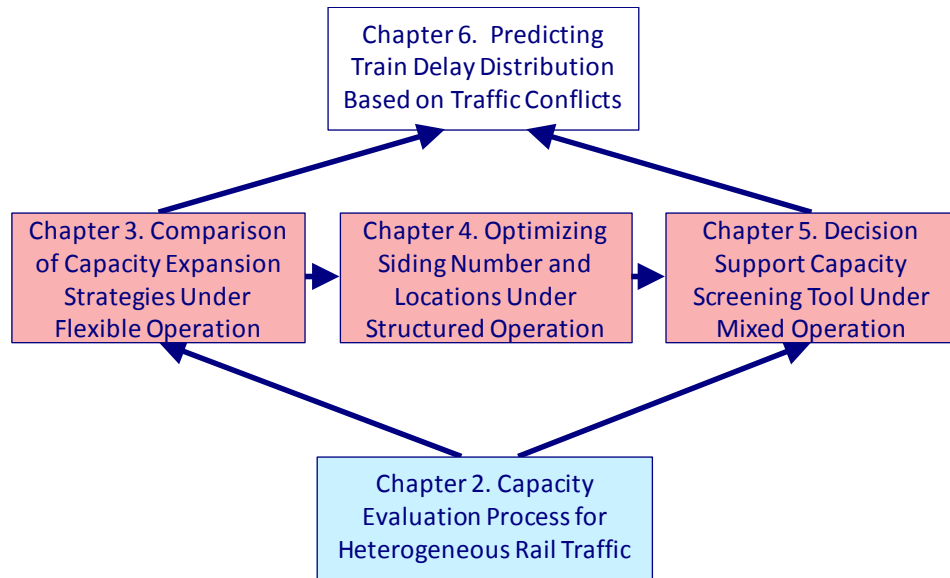 Chapter 6.  Predicting
Train Delay Distribution
Based on Traffic Conflicts
Chapter 3. Comparison
of Capacity Expansion
Strategies Under
Flexible Operation
Chapter 4. Optimizing
Siding Number and
Locations Under
Structured Operation
Chapter 5. Decision
Support Capacity
Screening Tool Under
Mixed Operation
Chapter 2. Capacity
Evaluation Process for
Heterogeneous Rail Traffic